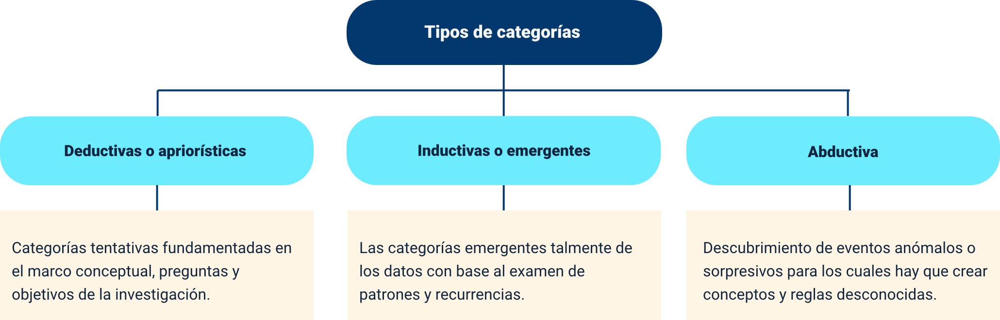 Tipos de categorías
Deductivas o apriorísticas
Inductivas o emergentes
Abductiva
Categorías tentativas fundamentadas en
el marco conceptual, preguntas y
objetivos de la investigación.
Las categorías emergentes talmente de
los datos con base al examen de
patrones y recurrencias.
Descubrimiento de eventos anómalos o
sorpresivos para los cuales hay que crear
conceptos y reglas desconocidas.